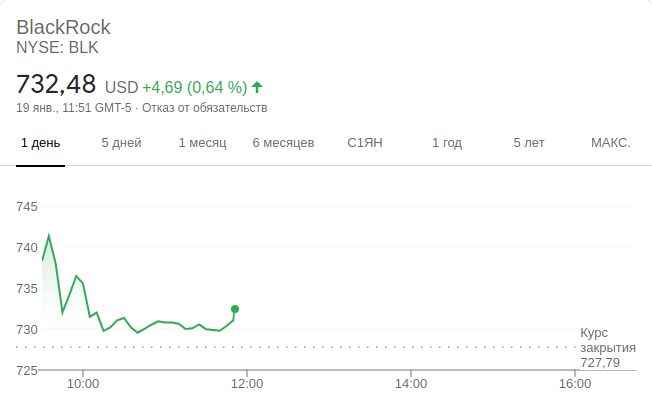 BlackRock
NYSE: BLK
732,48 USD +4,69 (0,64 %)
19 янв., 11:51 GMT-5 · Отказ от обязательств
1 день 5 дней 1 месяц 6 месяцев С1ЯН 1 год 5 лет МАКС.
745
740
735
730
725
Курс
закрытия
727,79
10:00 12:00 14:00 16:00